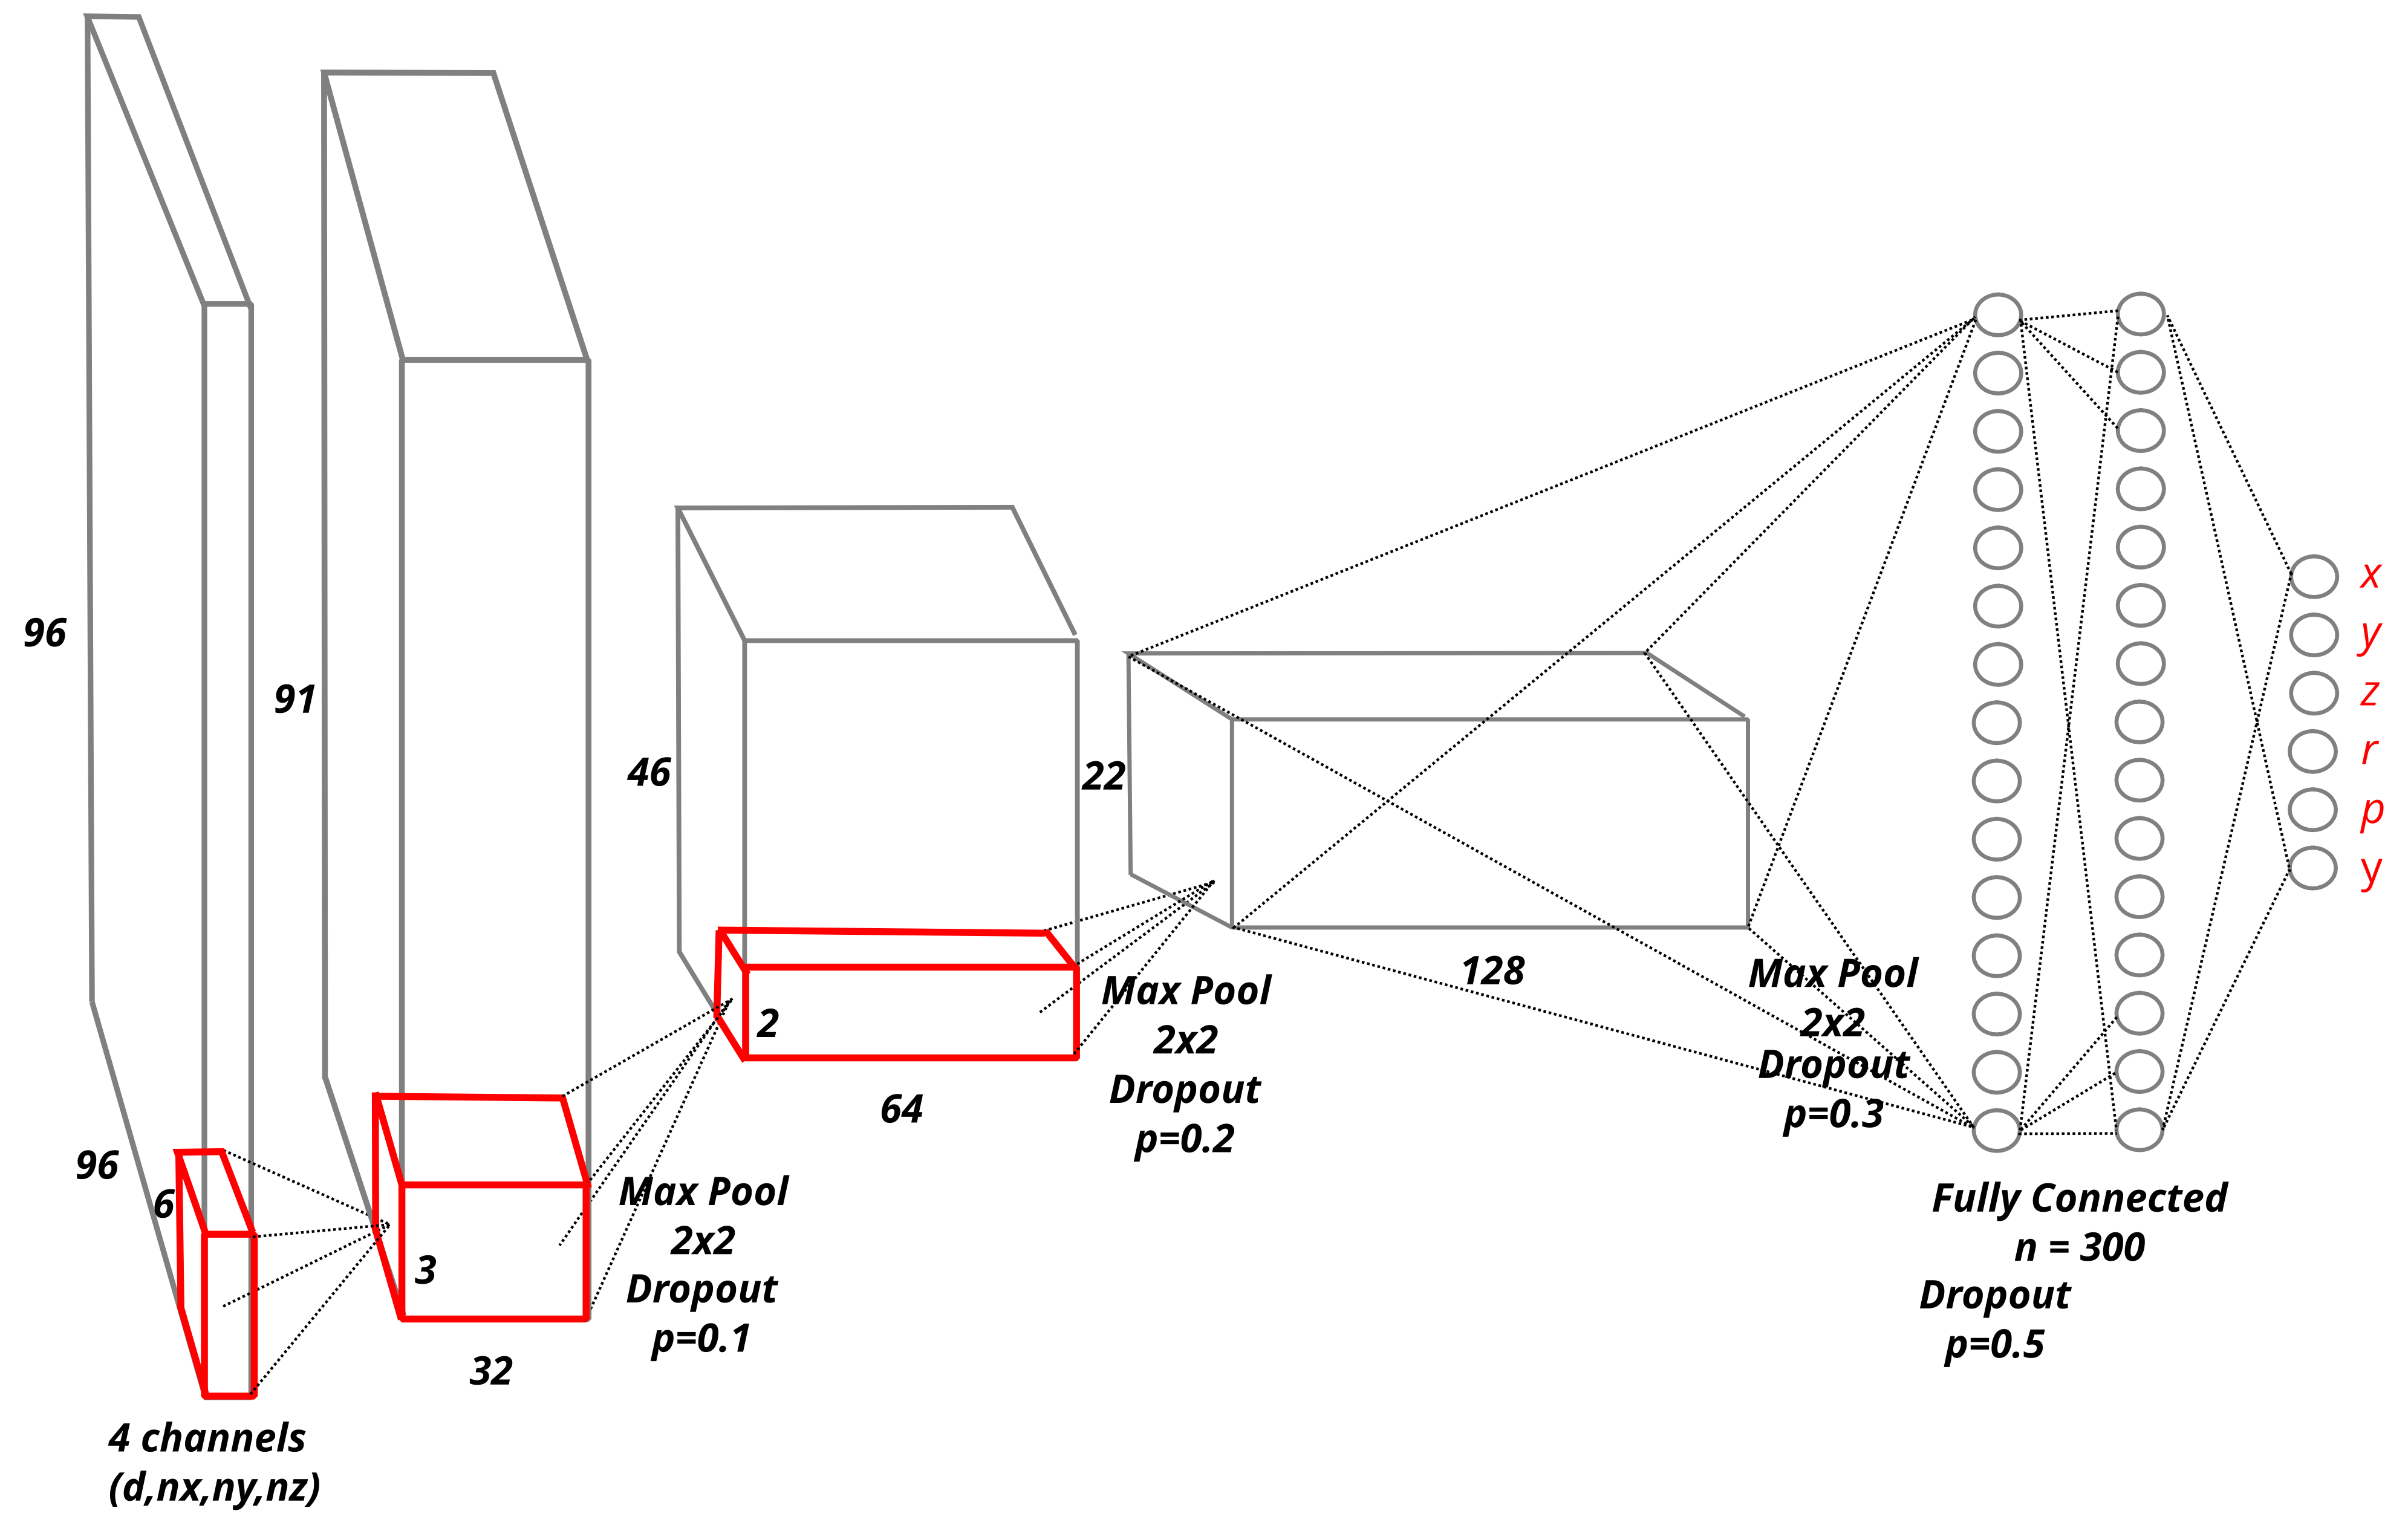 96
96
6
4 channels
(d,nx,ny,nz)
91
3
32
Max Pool
2x2
Dropout
p=0.1
46
2
64
Max Pool
2x2
Dropout
p=0.2
22
128
Max Pool
2x2
Dropout
p=0.3
Fully Connected
n = 300
Dropout
p=0.5
x
y
z
r
p
y